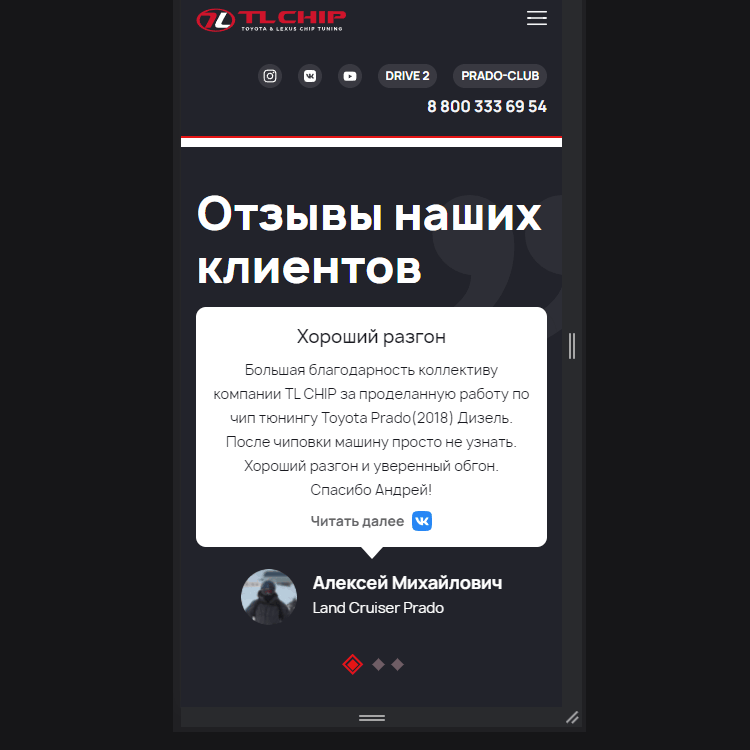 TL CHIP
TOYOTA & LEXUS CHIP TUNING
DRIVE 2
PRADO-CLUB
8 800 333 69 54
Отзывы наших
клиентов
Хороший разгон
Большая благодарность коллективу
компании TL CHIP за проделанную работу по
чип тюнингу Toyota Prado(2018) Дизель.
После чиповки машину просто не узнать.
Хороший разгон и уверенный обгон.
Спасибо Андрей!
Читать далее
Алексей Михайлович
Land Cruiser Prado